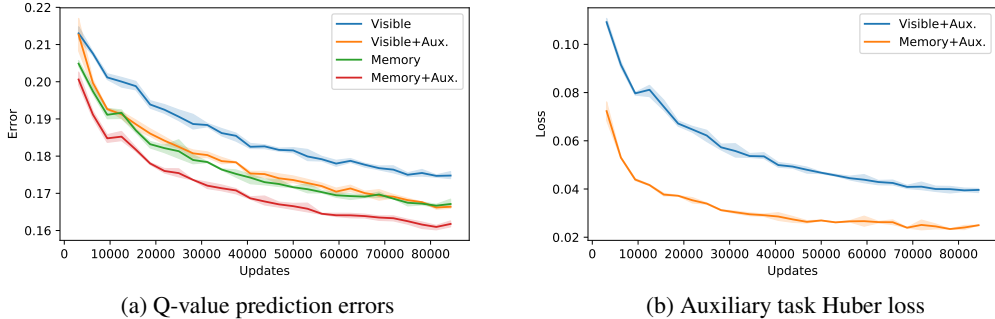 0.22
0.21
0.20
0.19
0.18
0.17
0.16
Error
0 10000 20000 30000 40000 50000 60000 70000 80000
Updates
Visible
Visible+Aux.
Memory
Memory+Aux.
(a) Q-value prediction errors
0.10
0.08
0.06
0.04
0.02
Loss
0 10000 20000 30000 40000 50000 60000 70000 80000
Updates
Visible+Aux.
Memory+Aux.
(b) Auxiliary task Huber loss